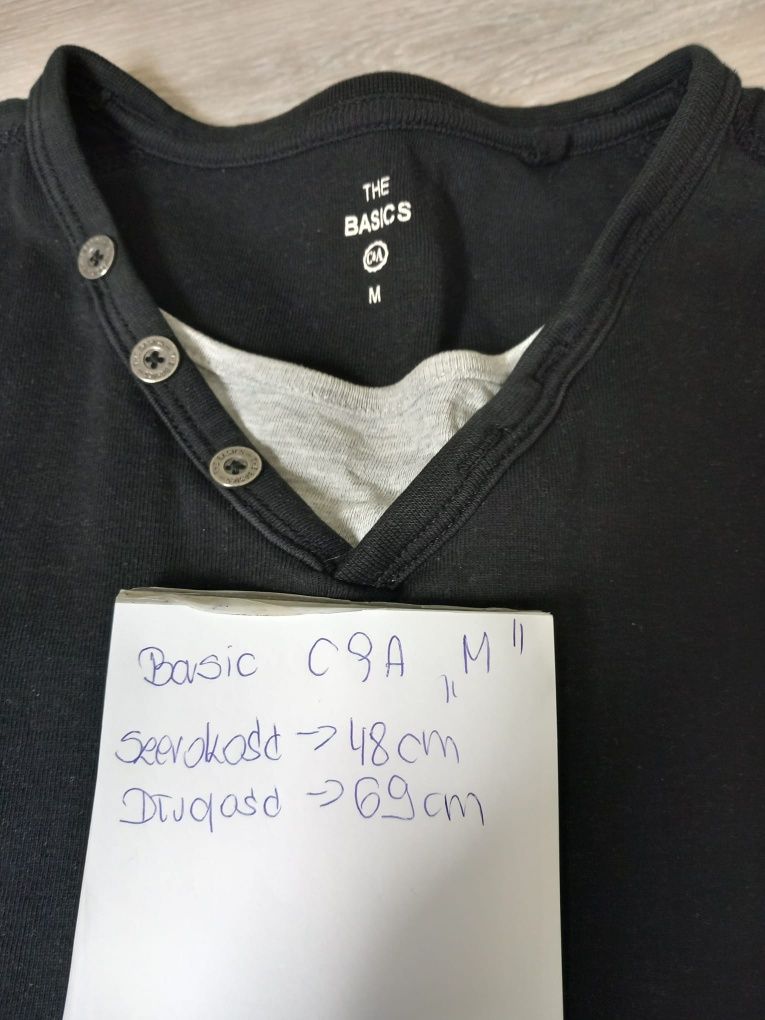 THE
BASICS
C&A
M
Basic C&A „M"
Szerokość -> 48 cm
Długość -> 69 cm